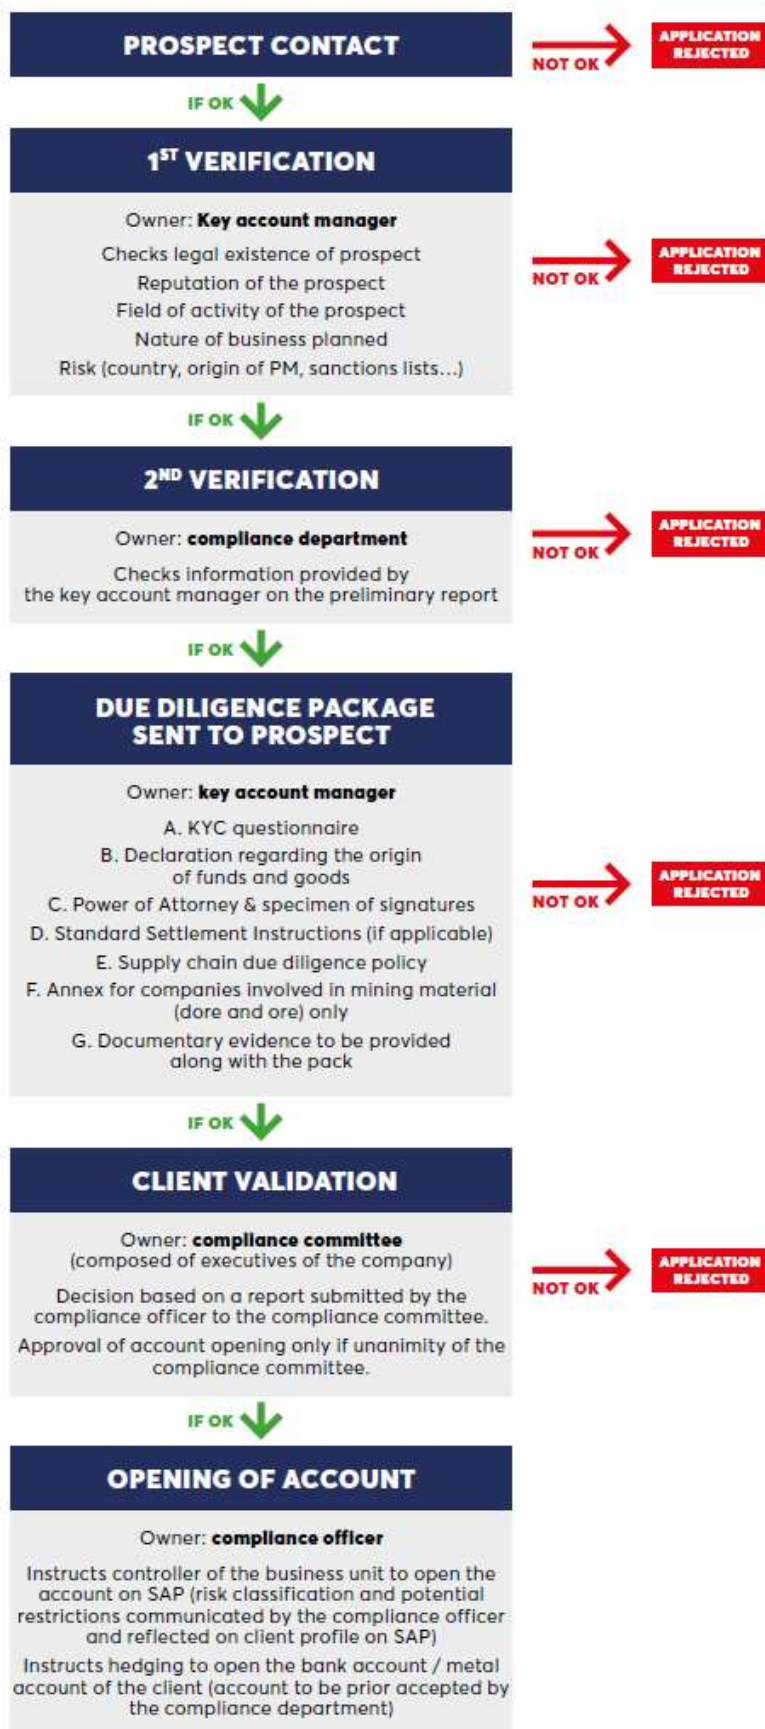 PROSPECT CONTACT
NOT OK
APPLICATION
REJECTED
IF OK
1ST VERIFICATION
Owner: Key account manager
Checks legal existence of prospect
Reputation of the prospect
Field of activity of the prospect
Nature of business planned
Risk (country, origin of PM, sanctions lists...)
NOT OK
APPLICATION
REJECTED
IF OK
2ND VERIFICATION
Owner: compliance department
Checks information provided by
the key account manager on the preliminary report
NOT OK
APPLICATION
REJECTED
IF OK
DUE DILIGENCE PACKAGE
SENT TO PROSPECT
Owner: key account manager
A. KYC questionnaire
B. Declaration regarding the origin
of funds and goods
C. Power of Attorney & specimen of signatures
D. Standard Settlement Instructions (if applicable)
E. Supply chain due diligence policy
F. Annex for companies involved in mining material
(dore and ore) only
G. Documentary evidence to be provided
along with the pack
NOT OK
APPLICATION
REJECTED
IF OK
CLIENT VALIDATION
Owner: compliance committee
(composed of executives of the company)
Decision based on a report submitted by the
compliance officer to the compliance committee.
Approval of account opening only if unanimity of the
compliance committee.
NOT OK
APPLICATION
REJECTED
IF OK
OPENING OF ACCOUNT
Owner: compliance officer
Instructs controller of the business unit to open the
account on SAP (risk classification and potential
restrictions communicated by the compliance officer
and reflected on client profile on SAP)
Instructs hedging to open the bank account / metal
account of the client (account to be prior accepted by
the compliance department)